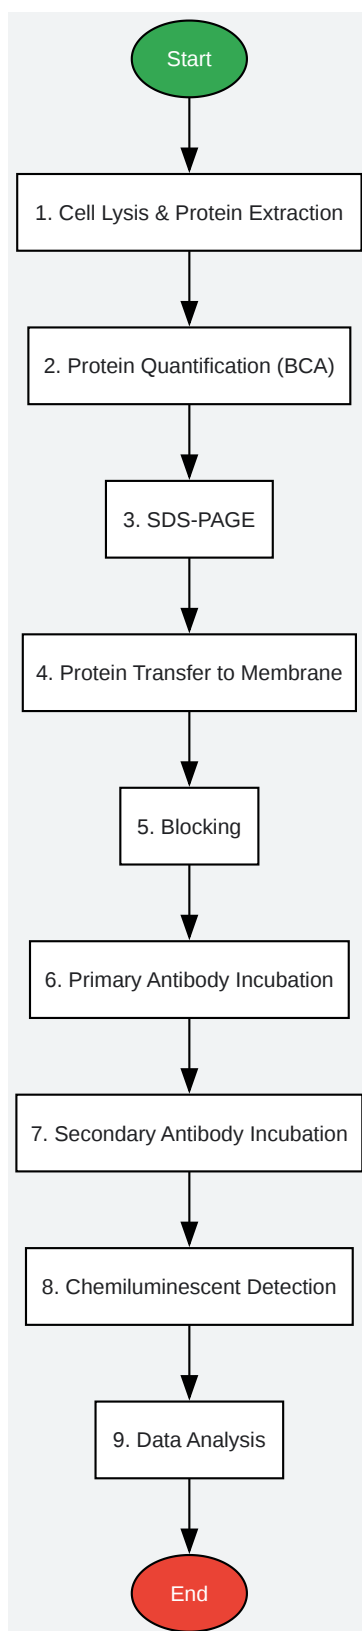 Start
1. Cell Lysis & Protein Extraction
2. Protein Quantification (BCA)
3. SDS-PAGE
4. Protein Transfer to Membrane
5. Blocking
6. Primary Antibody Incubation
7. Secondary Antibody Incubation
8. Chemiluminescent Detection
9. Data Analysis
End